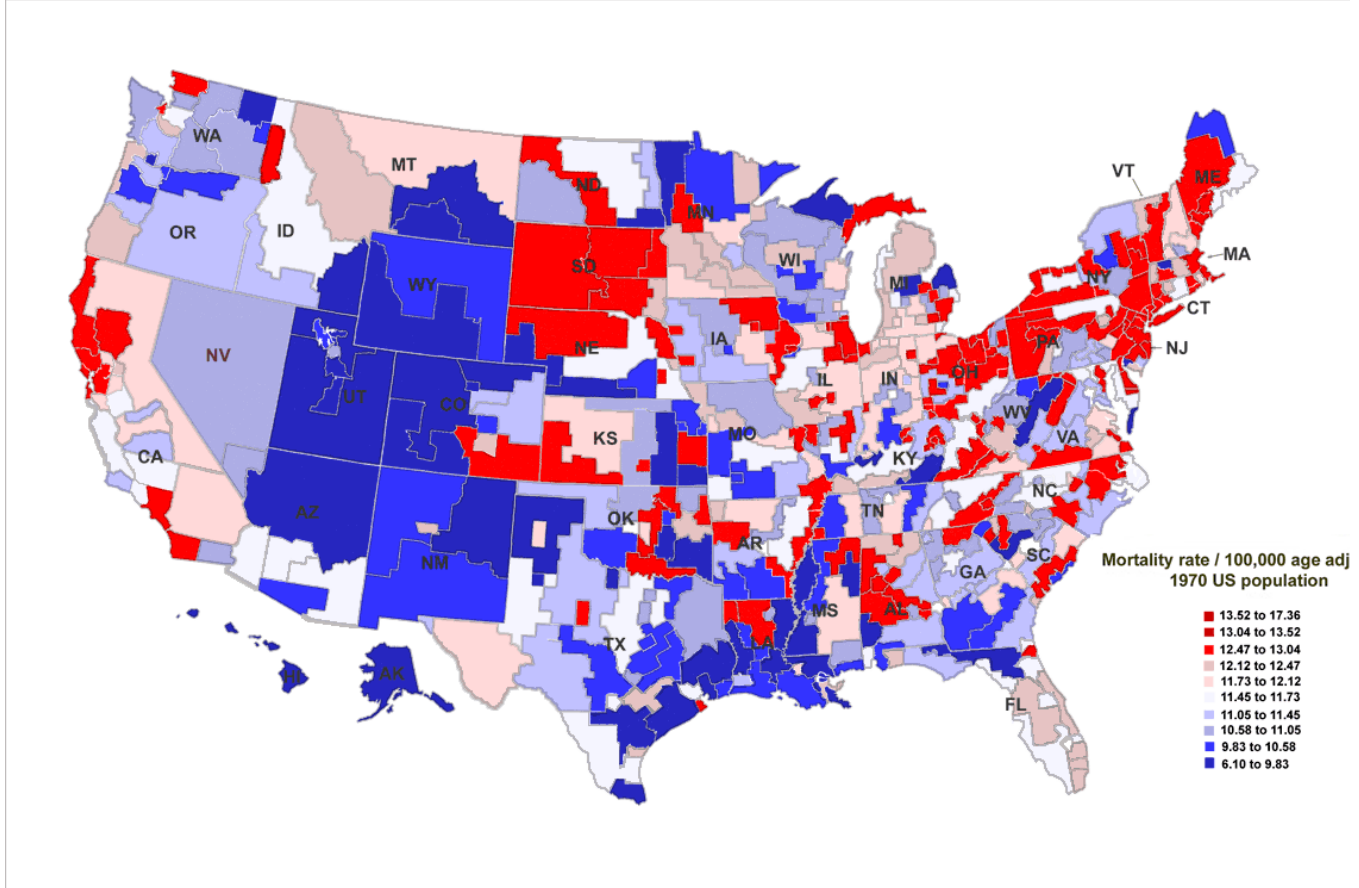 WA
MT
ND
MN
VT
ME
OR
ID
WI
MI
NY
MA
SD
WY
CT
IA
PA
NJ
NE
NV
IL
IN
OH
UT
CO
WV
KS
MO
VA
CA
KY
NC
AZ
OK
TN
NM
AR
SC
GA
MS
AL
TX
LA
HI
AK
FL
Mortality rate / 100,000 age adj
1970 US population
13.52 to 17.36
13.04 to 13.52
12.47 to 13.04
12.12 to 12.47
11.73 to 12.12
11.45 to 11.73
11.05 to 11.45
10.58 to 11.05
9.83 to 10.58
6.10 to 9.83